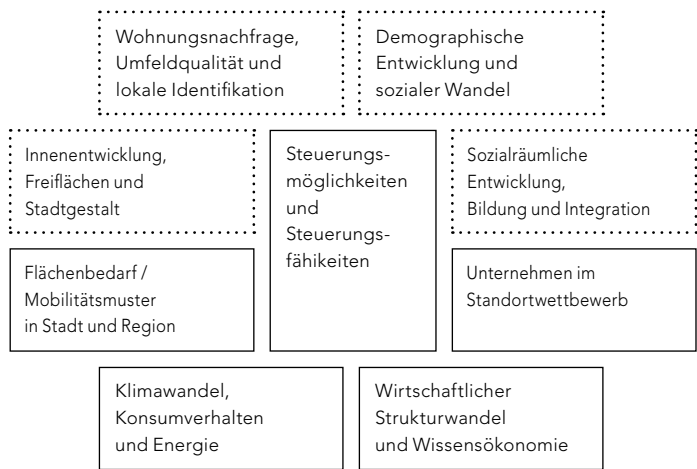 Wohnungsnachfrage,
Umfeldqualität und
lokale Identifikation
Demographische
Entwicklung und
sozialer Wandel
Innenentwicklung,
Freiflächen und
Stadtgestalt
Steuerungs-
möglichkeiten
und
Steuerungs-
fähikeiten
Sozialräumliche
Entwicklung,
Bildung und Integration
Flächenbedarf /
Mobilitätsmuster
in Stadt und Region
Unternehmen im
Standortwettbewerb
Klimawandel,
Konsumverhalten
und Energie
Wirtschaftlicher
Strukturwandel
und Wissensökonomie